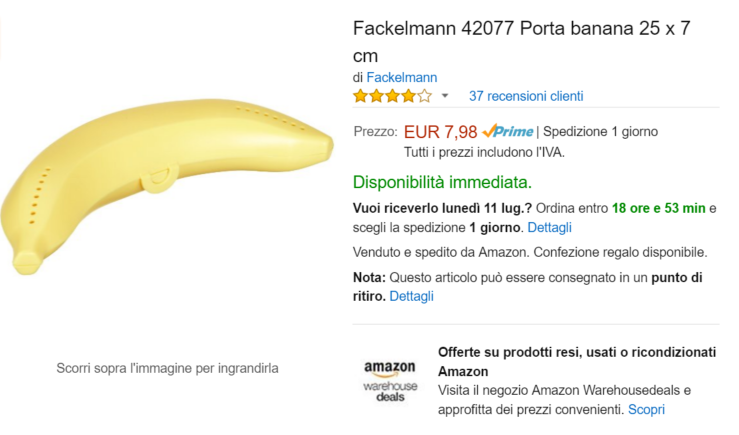 Fackelmann 42077 Porta banana 25 x 7
cm
di Fackelmann
37 recensioni clienti
Prezzo: EUR 7,98 Prime | Spedizione 1 giorno
Tutti i prezzi includono l'IVA.
Disponibilità immediata.
Vuoi riceverlo lunedì 11 lug.? Ordina entro 18 ore e 53 min e
scegli la spedizione 1 giorno. Dettagli
Venduto e spedito da Amazon. Confezione regalo disponibile.
Nota: Questo articolo può essere consegnato in un punto di
ritiro. Dettagli
Scorri sopra l'immagine per ingrandirla
amazon
warehouse
deals
Offerte su prodotti resi, usati o ricondizionati
Amazon
Visita il negozio Amazon Warehousedeals e
approfitta dei prezzi convenienti. Scopri